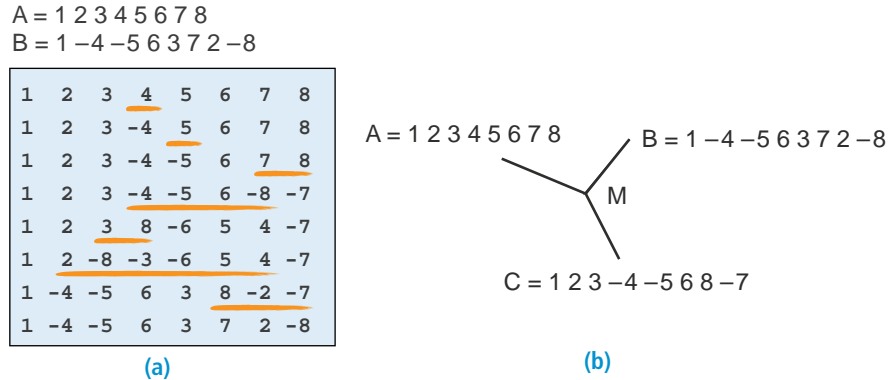 A = 1 2 3 4 5 6 7 8
B = 1 –4 –5 6 3 7 2 –8
1 2 3 4 5 6 7 8
1 2 3 -4 5 6 7 8
1 2 3 -4 -5 6 7 8
1 2 3 -4 -5 6 -8 -7
1 2 3 8 -6 5 4 -7
1 2 -8 -3 -6 5 4 -7
1 -4 -5 6 3 8 -2 -7
1 -4 -5 6 3 7 2 -8
(a)
A = 1 2 3 4 5 6 7 8
B = 1 –4 –5 6 3 7 2 –8
M
C = 1 2 3 –4 –5 6 8 –7
(b)